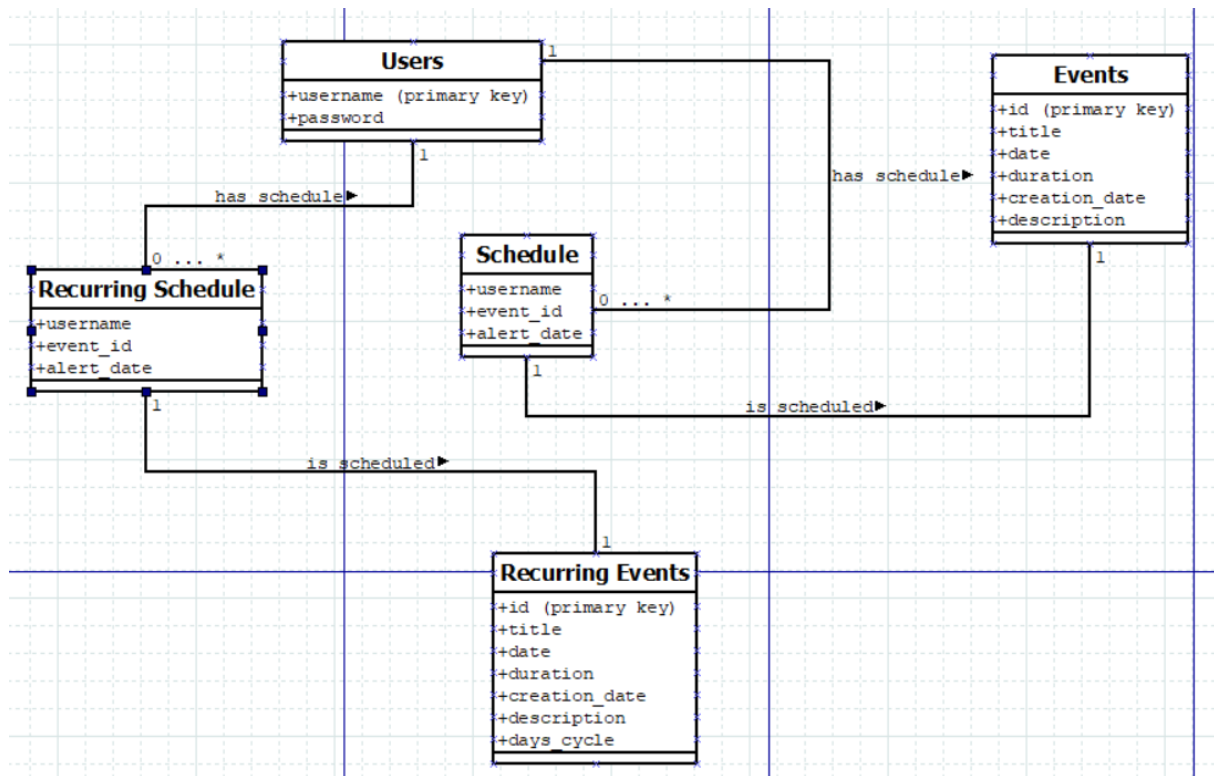 Users
+username (primary key)
+password
1
1
has schedule►
0 ... *
Events
+id (primary key)
+title
+date
+duration
+creation_date
+description
1
has schedule►
Schedule
+username
+event_id
+alert_date
0 ... *
1
is scheduled►
Recurring Schedule
+username
+event_id
+alert_date
1
is scheduled►
1
Recurring Events
+id (primary key)
+title
+date
+duration
+creation_date
+description
+days_cycle